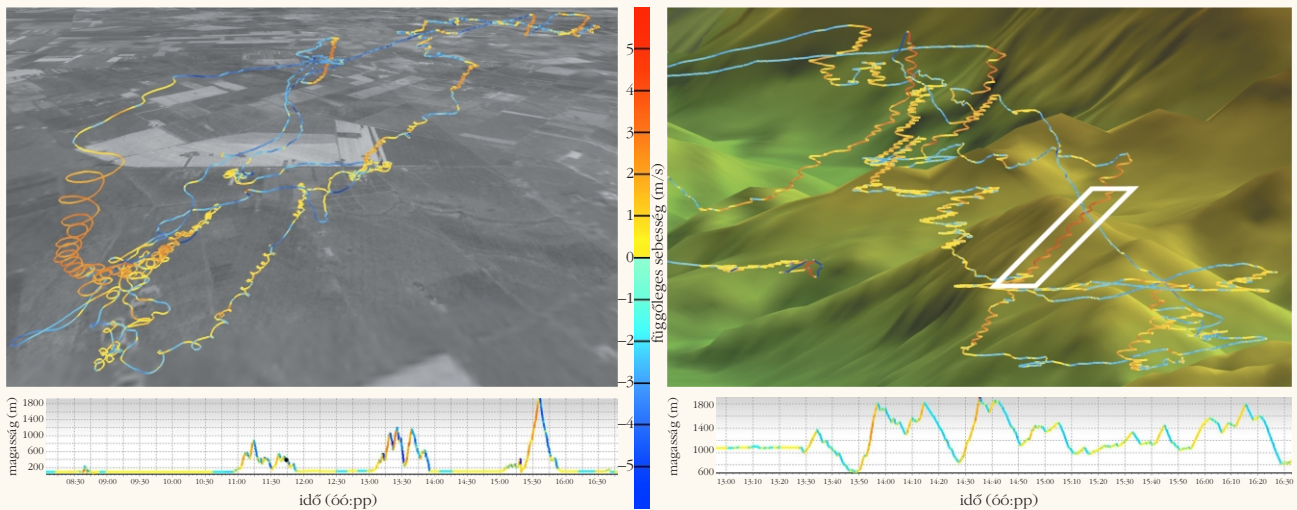 5
4
3
2
1
0
–1
–2
–3
–4
–5
függőleges sebesség (m/s)
magasság (m)
1800
1400
1000
600
200
08:30 09:00 09:30 10:00 10:30 11:00 11:30 12:00 12:30 13:00 13:30 14:00 14:30 15:00 15:30 16:00 16:30
idő (óó:pp)
magasság (m)
1800
1400
1000
600
13:00 13:10 13:20 13:30 13:40 13:50 14:00 14:10 14:20 14:30 14:40 14:50 15:00 15:10 15:20 15:30 15:40 15:50 16:00 16:10 16:20 16:30
idő (óó:pp)